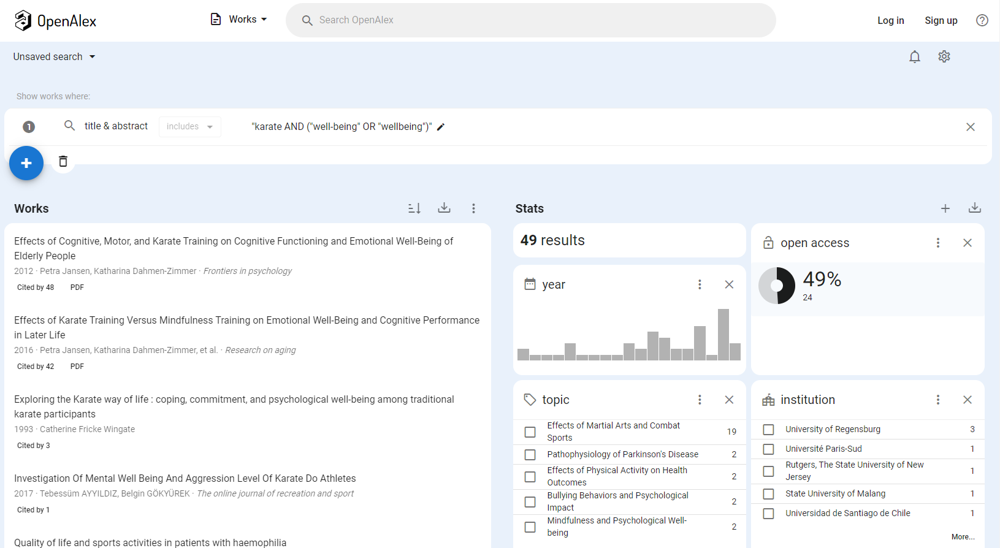 OpenAlex
Works
Search OpenAlex
Log in
Sign up
Unsaved search
Show works where:
1
title & abstract
includes
"karate AND ("well-being" OR "wellbeing")"
Works
Effects of Cognitive, Motor, and Karate Training on Cognitive Functioning and Emotional Well-Being of
Elderly People
2012 · Petra Jansen, Katharina Dahmen-Zimmer · Frontiers in psychology
Cited by 48 PDF
Effects of Karate Training Versus Mindfulness Training on Emotional Well-Being and Cognitive Performance
in Later Life
2016 · Petra Jansen, Katharina Dahmen-Zimmer, et al. · Research on aging
Cited by 42 PDF
Exploring the Karate way of life : coping, commitment, and psychological well-being among traditional
karate participants
1993 · Catherine Fricke Wingate
Cited by 3
Investigation Of Mental Well Being And Aggression Level Of Karate Do Athletes
2017 · Tebessüm AYYILDIZ, Belgin GÖKYÜREK · The online journal of recreation and sport
Cited by 1
Quality of life and sports activities in patients with haemophilia
Stats
49 results
year
open access
49%
24
topic
Effects of Martial Arts and Combat
Sports
19
Pathophysiology of Parkinson's Disease 2
Effects of Physical Activity on Health
Outcomes
2
Bullying Behaviors and Psychological
Impact
2
Mindfulness and Psychological Well-
being
2
institution
University of Regensburg 3
Université Paris-Sud 1
Rutgers, The State University of New
Jersey
1
State University of Malang 1
Universidad de Santiago de Chile 1
More...